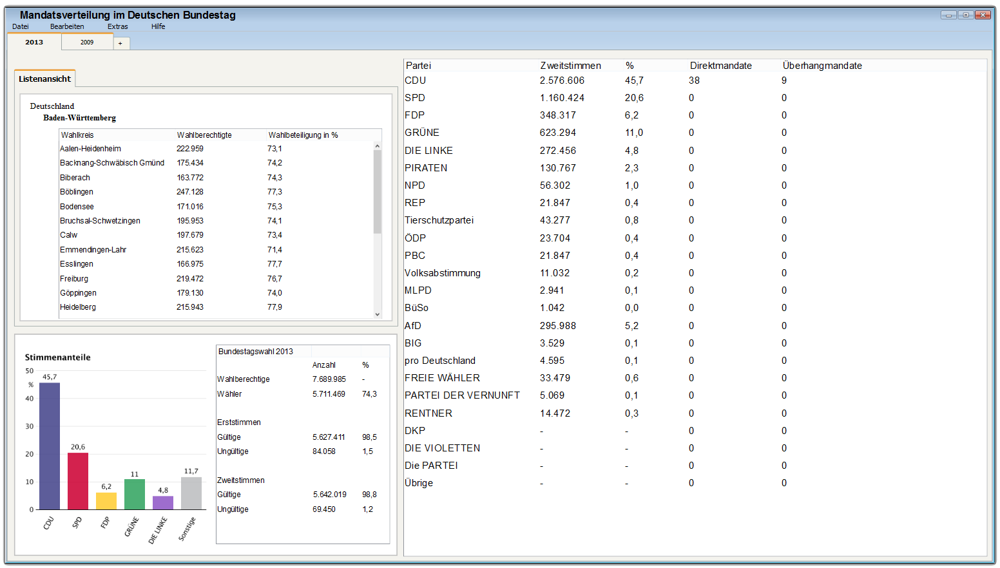 Mandatsverteilung im Deutschen Bundestag
Datei Bearbeiten Extras Hilfe
2013 2009 +
Listenansicht
Deutschland
Baden-Württemberg
Wahlkreis Wahlberechtigte Wahlbeteiligung in %
Aalen-Heidenheim 222.959 73,1
Backnang-Schwäbisch Gmünd 175.434 74,2
Biberach 163.772 74,3
Böblingen 247.128 77,3
Bodensee 171.016 75,3
Bruchsal-Schwetzingen 195.953 74,1
Calw 197.679 73,4
Emmendingen-Lahr 215.623 71,4
Esslingen 166.975 77,7
Freiburg 219.472 76,7
Göppingen 179.130 74,0
Heidelberg 215.943 77,9
Stimmenanteile
50
%
40
30
20
10
0
45,7
20,6
6,2
11
4,8
11,7
CDU
SPD
FDP
GRÜNE
DIE LINKE
Sonstige
Bundestagswahl 2013
Anzahl %
Wahlberechtige 7.689.985 -
Wähler 5.711.469 74,3
Erststimmen
Gültige 5.627.411 98,5
Ungültige 84.058 1,5
Zweitstimmen
Gültige 5.642.019 98,8
Ungültige 69.450 1,2
Partei Zweitstimmen % Direktmandate Überhangmandate
CDU 2.576.606 45,7 38 9
SPD 1.160.424 20,6 0 0
FDP 348.317 6,2 0 0
GRÜNE 623.294 11,0 0 0
DIE LINKE 272.456 4,8 0 0
PIRATEN 130.767 2,3 0 0
NPD 56.302 1,0 0 0
REP 21.847 0,4 0 0
Tierschutzpartei 43.277 0,8 0 0
ÖDP 23.704 0,4 0 0
PBC 21.847 0,4 0 0
Volksabstimmung 11.032 0,2 0 0
MLPD 2.941 0,1 0 0
BüSo 1.042 0,0 0 0
AfD 295.988 5,2 0 0
BIG 3.529 0,1 0 0
pro Deutschland 4.595 0,1 0 0
FREIE WÄHLER 33.479 0,6 0 0
PARTEI DER VERNUNFT 5.069 0,1 0 0
RENTNER 14.472 0,3 0 0
DKP - - 0 0
DIE VIOLETTEN - - 0 0
Die PARTEI - - 0 0
Übrige - - 0 0